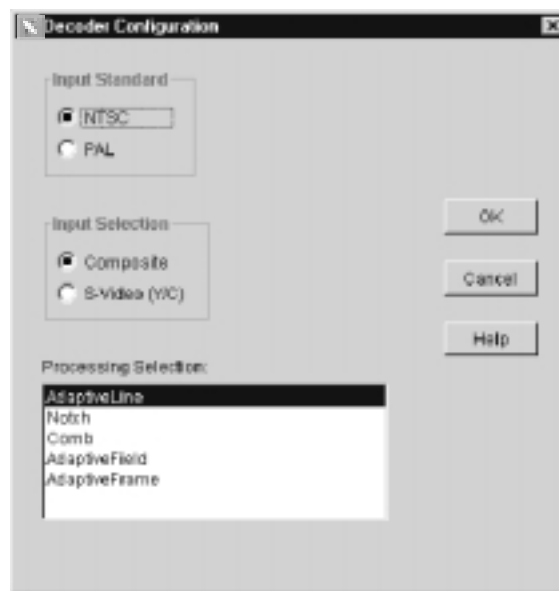 Decoder Configuration
Input Standard
NTSC
PAL
Input Selection
Composite
S-Video (Y/C)
OK
Cancel
Help
Processing Selection:
AdaptiveLine
Notch
Comb
AdaptiveField
AdaptiveFrame